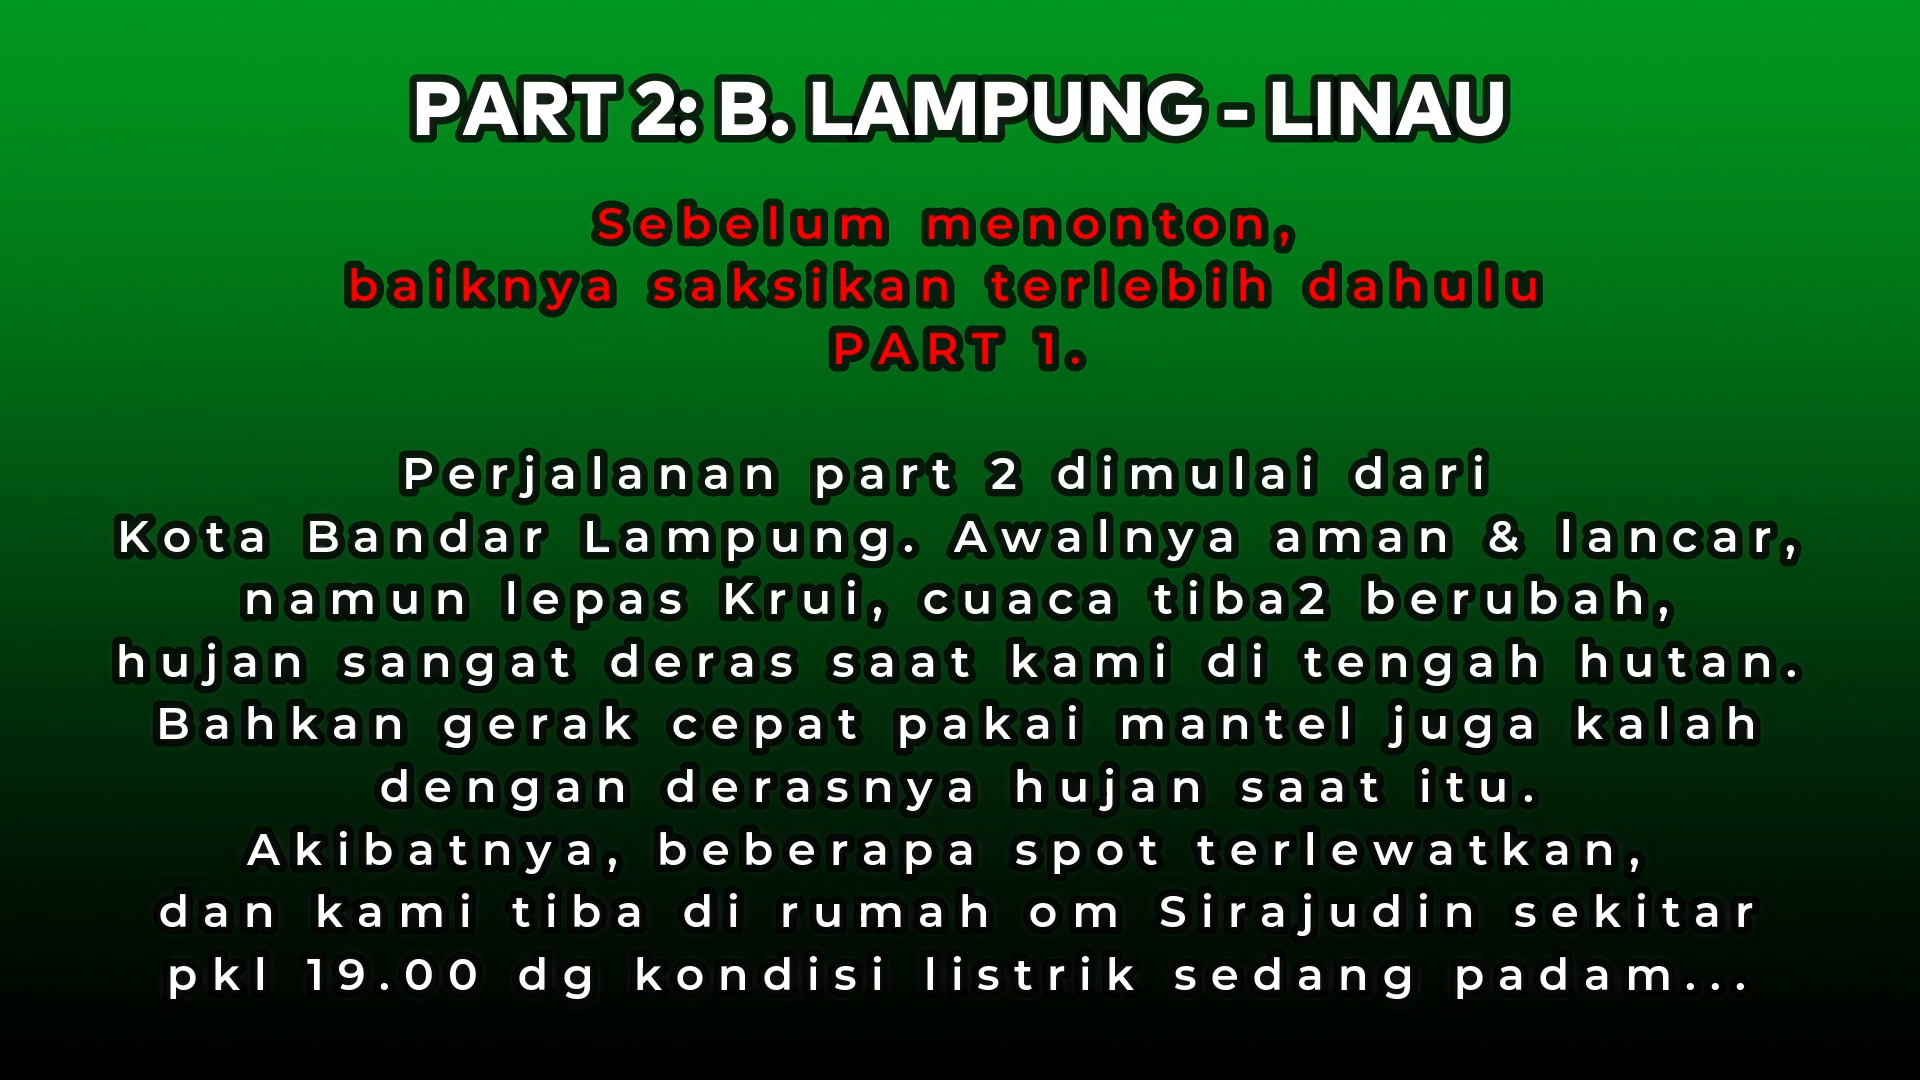 PART 2: B. LAMPUNG - LINAU
Sebelum menonton,
baiknya saksikan terlebih dahulu
PART 1.
Perjalanan part 2 dimulai dari
Kota Bandar Lampung. Awalnya aman & lancar,
namun lepas Krui, cuaca tiba2 berubah,
hujan sangat deras saat kami di tengah hutan.
Bahkan gerak cepat pakai mantel juga kalah
dengan derasnya hujan saat itu.
Akibatnya, beberapa spot terlewatkan,
dan kami tiba di rumah om Sirajudin sekitar
pkl 19.00 dg kondisi listrik sedang padam...